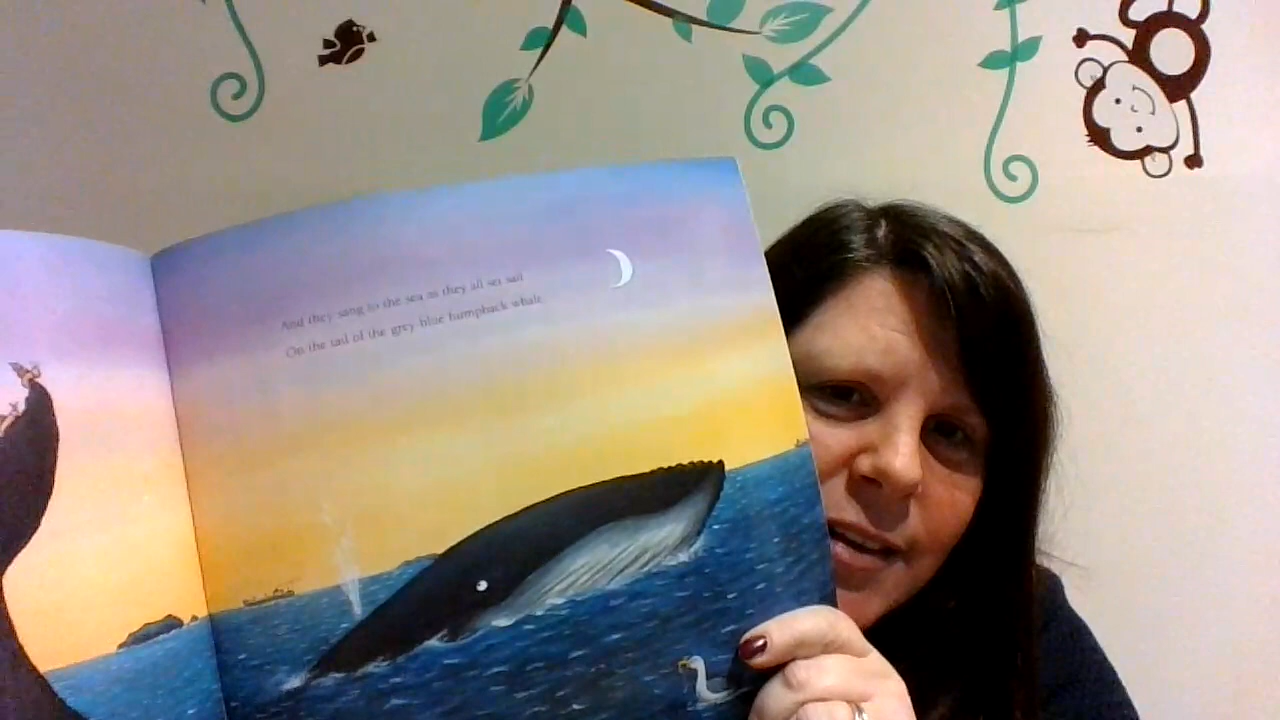 And they sang to the sea as they all set sail
On the tail of the grey blue humpback whale.